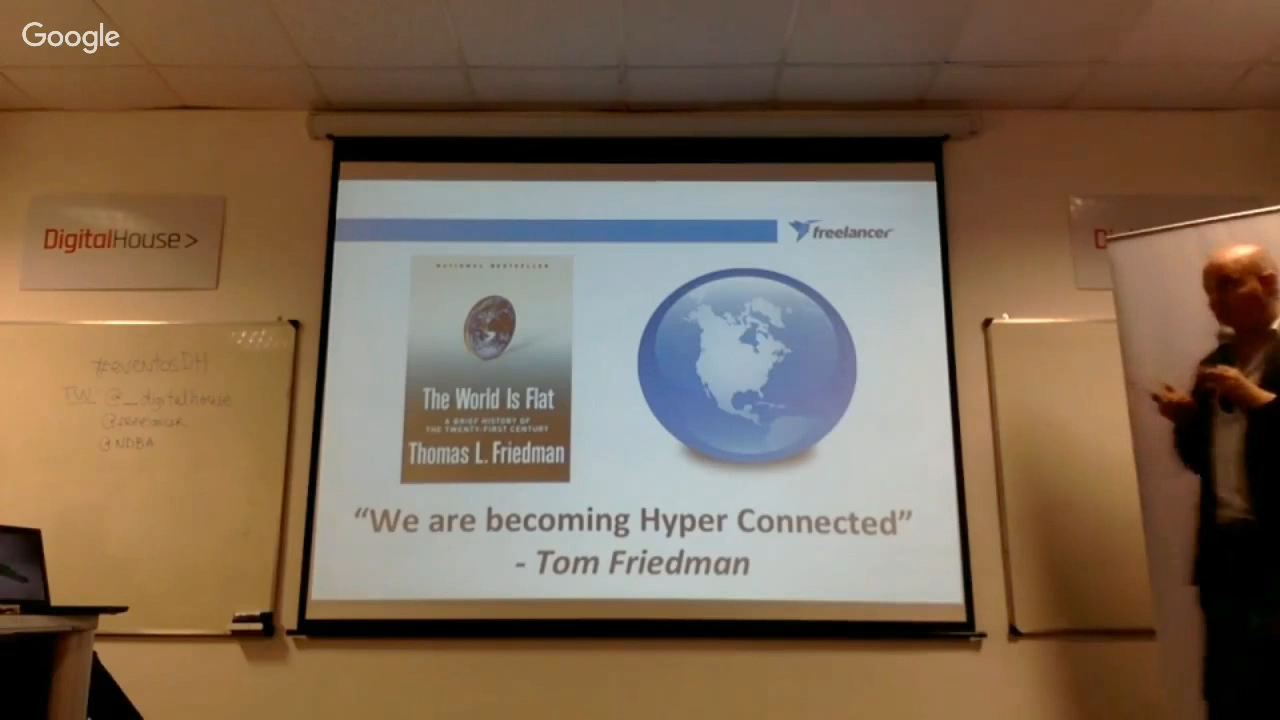 Google
DigitalHouse>
#eventosDH
TW @_digitalhouse
@freelancer
@NDBA
freelancer
NATIONAL BESTSELLER
The World Is Flat
A BRIEF HISTORY OF
THE TWENTY-FIRST CENTURY
Thomas L. Friedman
“We are becoming Hyper Connected”
- Tom Friedman
D